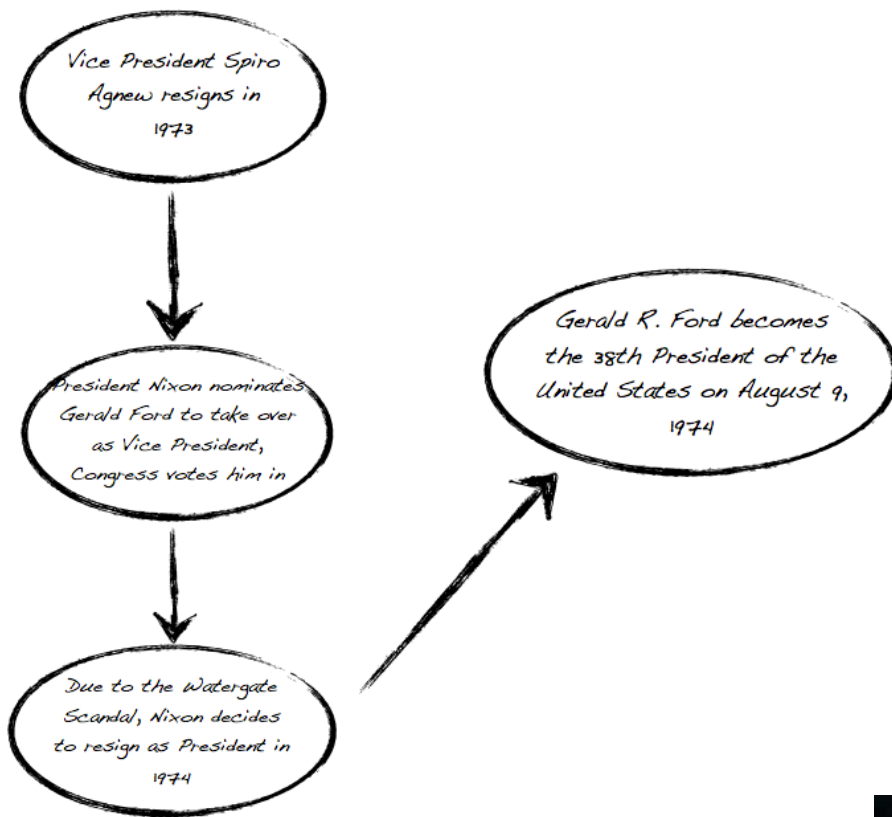 Vice President Spiro
Agnew resigns in
1973
President Nixon nominates
Gerald Ford to take over
as Vice President,
Congress votes him in
Due to the Watergate
Scandal, Nixon decides
to resign as President in
1974
Gerald R. Ford becomes
the 38th President of the
United States on August 9,
1974